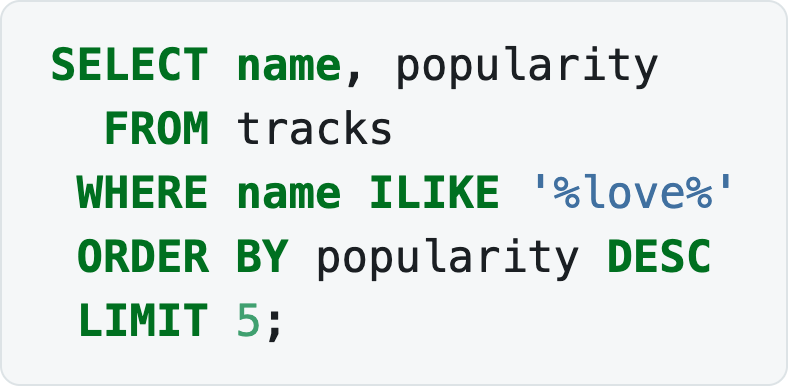 SELECT name, popularity
FROM tracks
WHERE name ILIKE '%love%'
ORDER BY popularity DESC
LIMIT 5;